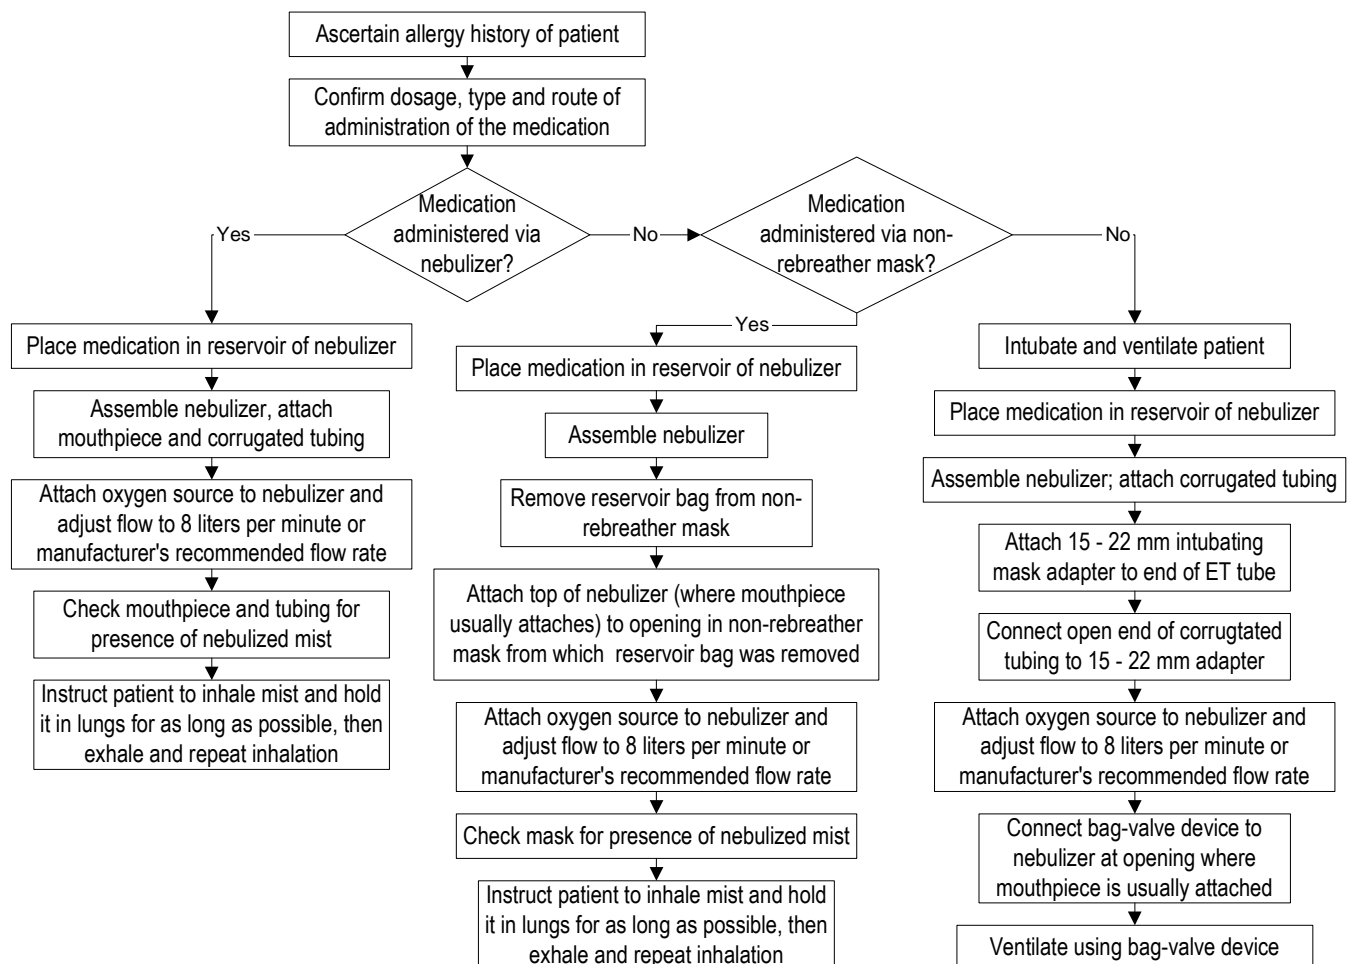 Ascertain allergy history of patient
Confirm dosage, type and route of
administration of the medication
Medication
administered via
nebulizer?
Yes
No
Medication
administered via non-
rebreather mask?
Yes
No
Place medication in reservoir of nebulizer
Assemble nebulizer, attach
mouthpiece and corrugated tubing
Attach oxygen source to nebulizer and
adjust flow to 8 liters per minute or
manufacturer's recommended flow rate
Check mouthpiece and tubing for
presence of nebulized mist
Instruct patient to inhale mist and hold
it in lungs for as long as possible, then
exhale and repeat inhalation
Place medication in reservoir of nebulizer
Assemble nebulizer
Remove reservoir bag from non-
rebreather mask
Attach top of nebulizer (where mouthpiece
usually attaches) to opening in non-rebreather
mask from which reservoir bag was removed
Attach oxygen source to nebulizer and
adjust flow to 8 liters per minute or
manufacturer's recommended flow rate
Check mask for presence of nebulized mist
Instruct patient to inhale mist and hold
it in lungs for as long as possible, then
exhale and repeat inhalation
Intubate and ventilate patient
Place medication in reservoir of nebulizer
Assemble nebulizer; attach corrugated tubing
Attach 15 - 22 mm intubating
mask adapter to end of ET tube
Connect open end of corrugtated
tubing to 15 - 22 mm adapter
Attach oxygen source to nebulizer and
adjust flow to 8 liters per minute or
manufacturer's recommended flow rate
Connect bag-valve device to
nebulizer at opening where
mouthpiece is usually attached
Ventilate using bag-valve device